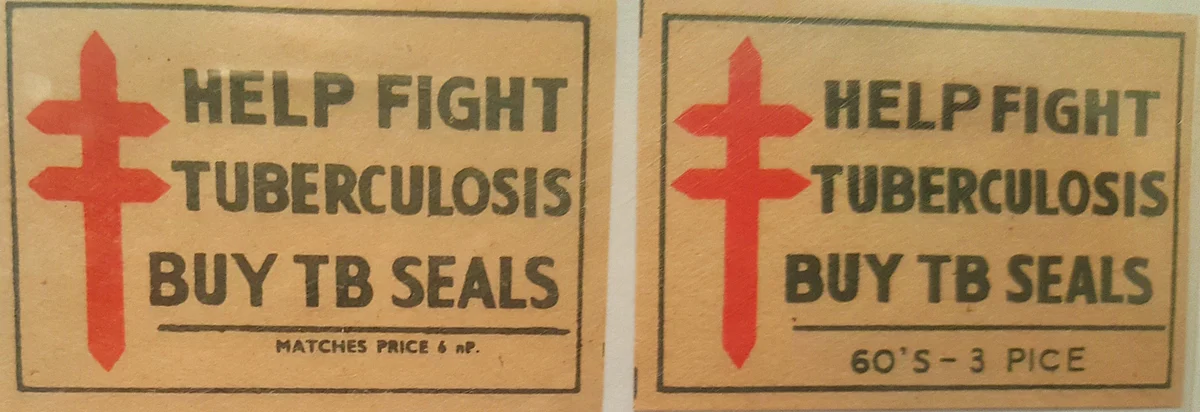 HELP FIGHT
TUBERCULOSIS
BUY TB SEALS
MATCHES PRICE 6 nP.
HELP FIGHT
TUBERCULOSIS
BUY TB SEALS
60'S - 3 PICE